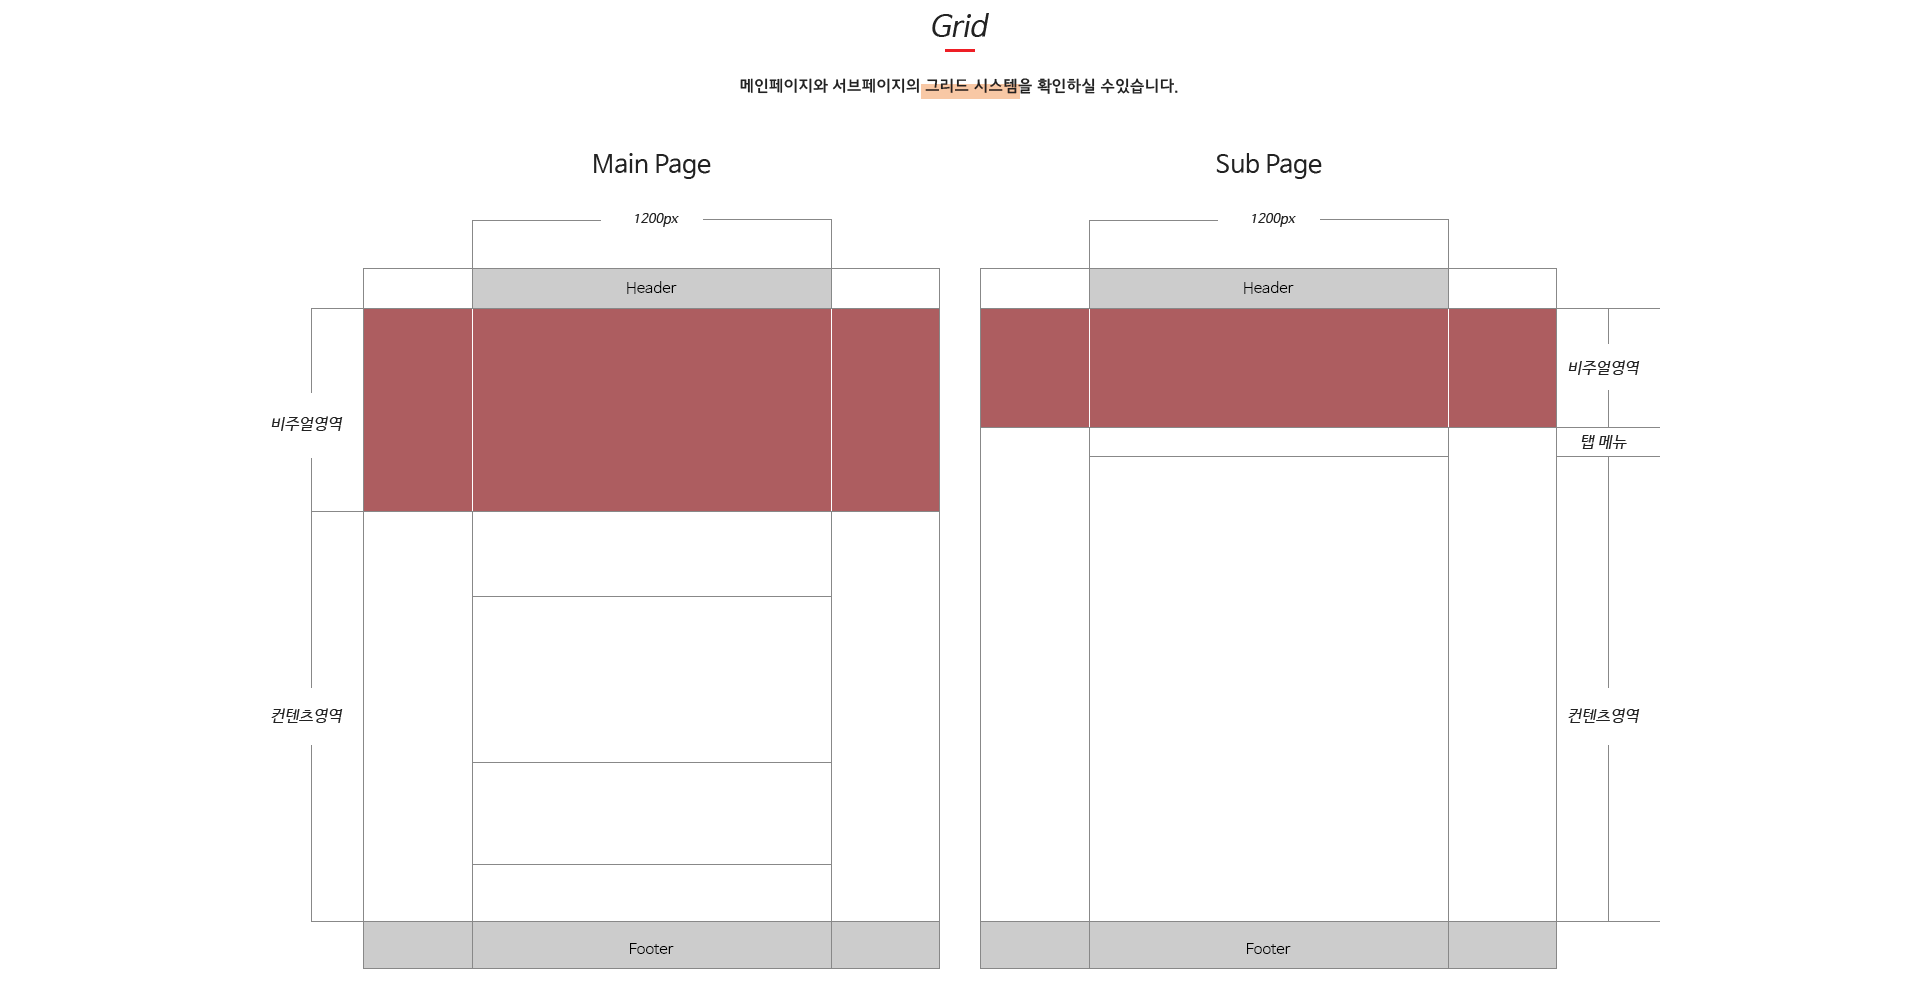 Grid
메인페이지와 서브페이지의 그리드 시스템을 확인하실 수있습니다.
Main Page
1200px
Header
비주얼영역
컨텐츠영역
Footer
Sub Page
1200px
Header
비주얼영역
탭 메뉴
컨텐츠영역
Footer